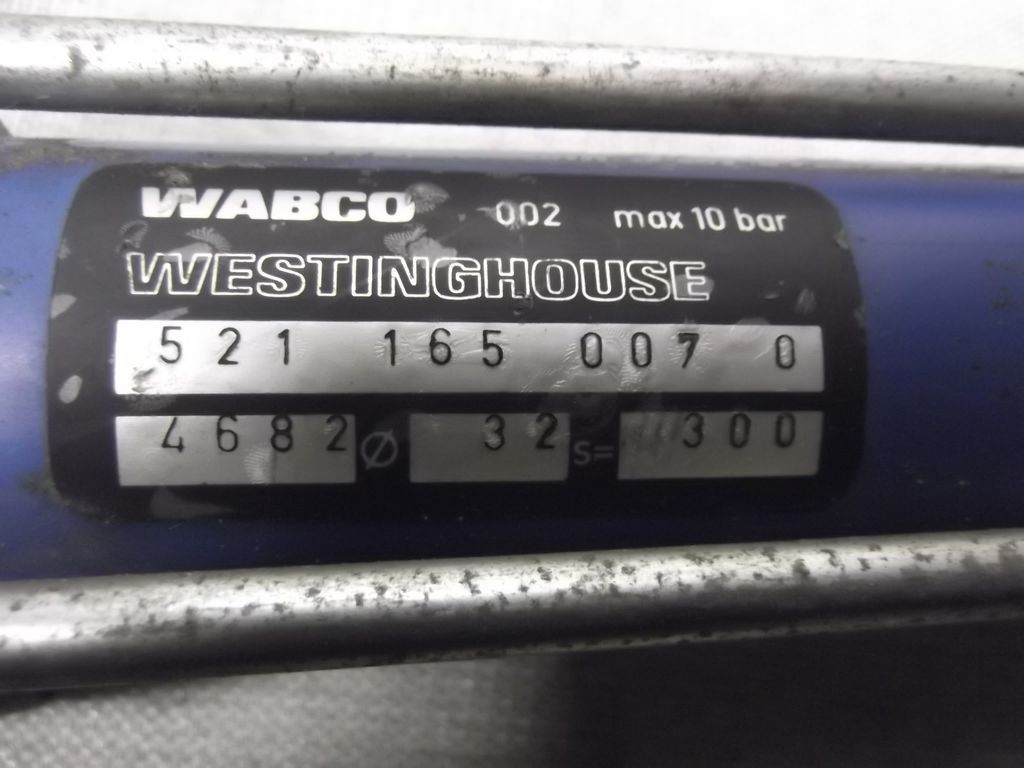 WABCO 002 max 10 bar
WESTINGHOUSE
521 165 007 0
4682 Ø 32 S= 300